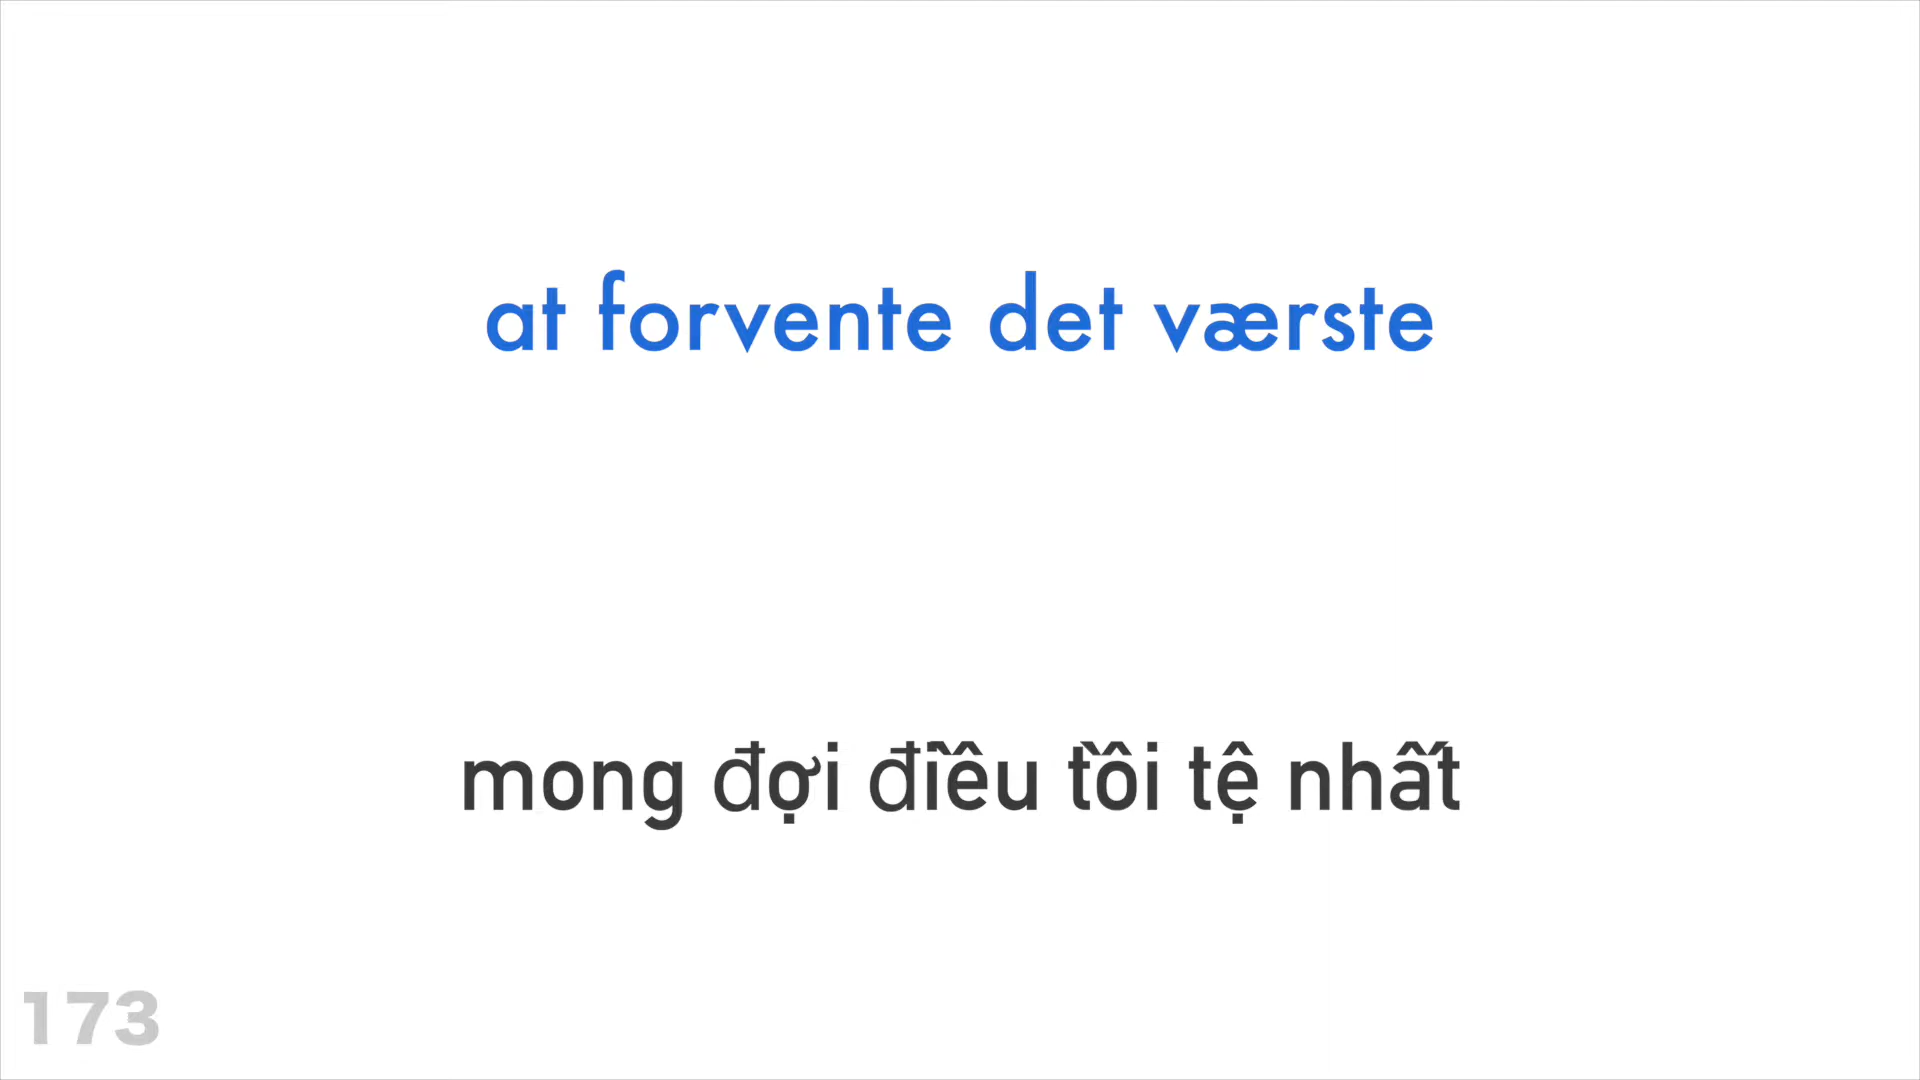 at forvente det værste
mong đợi điều tồi tệ nhất
173